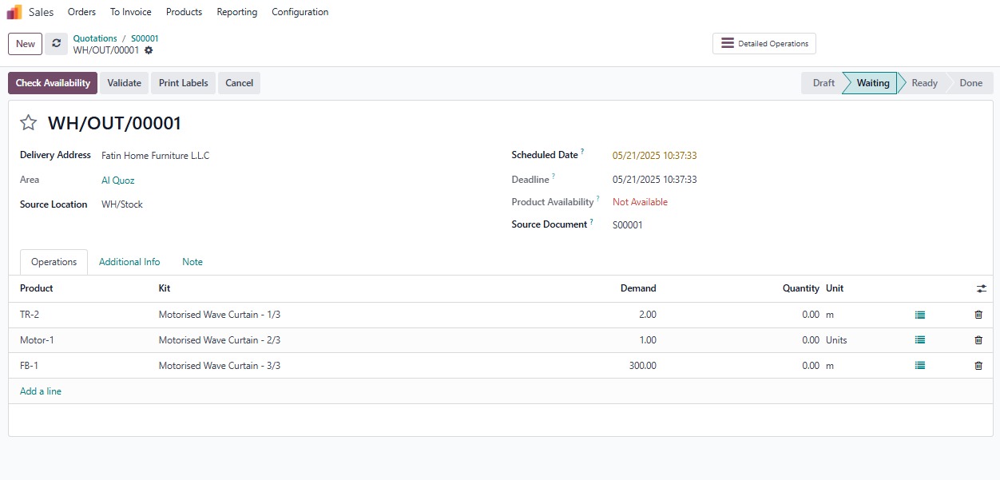 Sales Orders To Invoice Products Reporting Configuration
New Quotations / S00001
WH/OUT/00001
Detailed Operations
Check Availability Validate Print Labels Cancel Draft Waiting Ready Done
WH/OUT/00001
Delivery Address Fatin Home Furniture L.L.C Scheduled Date ? 05/21/2025 10:37:33
Area Al Quoz Deadline ? 05/21/2025 10:37:33
Product Availability ? Not Available
Source Location WH/Stock
Source Document ? S00001
Operations Additional Info Note
Product Kit Demand Quantity Unit
TR-2 Motorised Wave Curtain - 1/3 2.00 0.00 m
Motor-1 Motorised Wave Curtain - 2/3 1.00 0.00 Units
FB-1 Motorised Wave Curtain - 3/3 300.00 0.00 m
Add a line